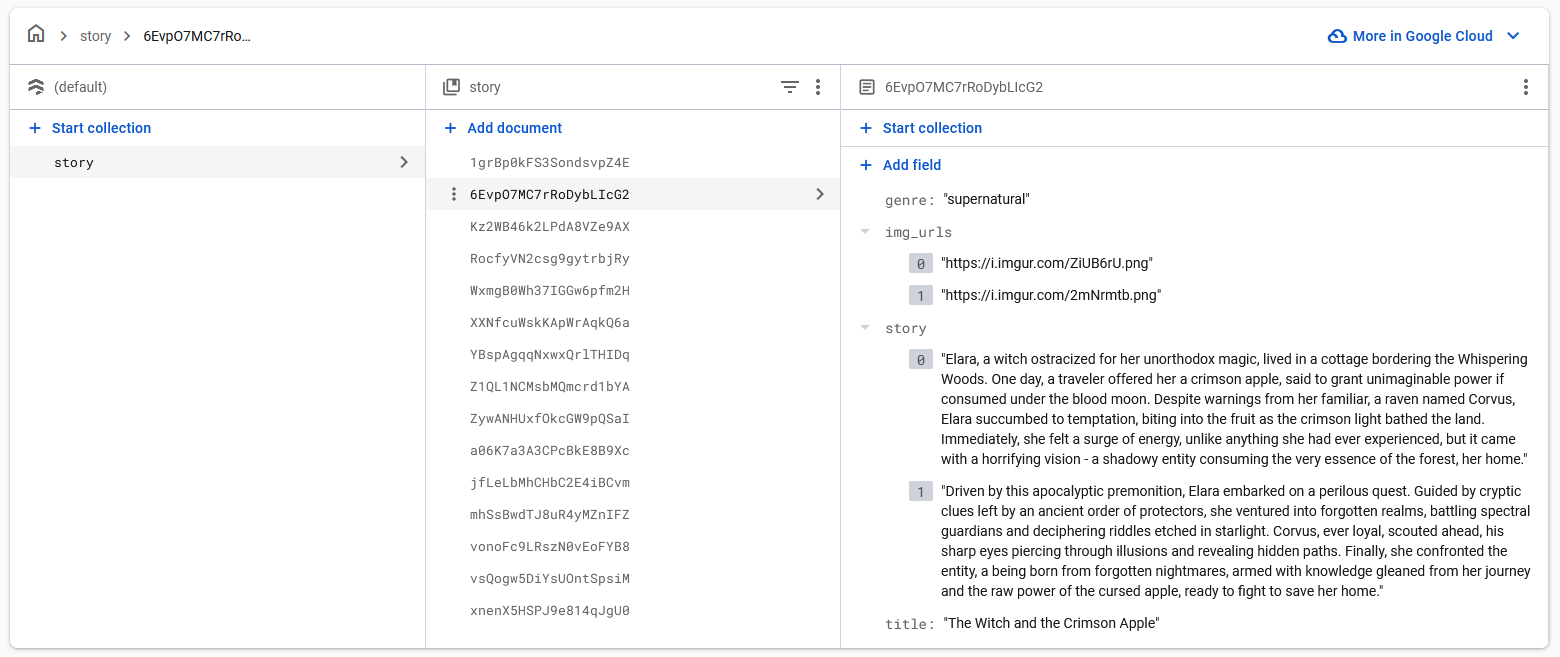 story
6EvpO7MC7rRo…
More in Google Cloud
(default)
Start collection
story
story
Add document
1grBp0kFS3SondsvpZ4E
6EvpO7MC7rRoDybLIcG2
Kz2WB46k2LPdA8VZe9AX
RocfyVN2csg9gytrbjRy
WxmgB0Wh37IGGw6pfm2H
XXNfcuWskKApWrAqkQ6a
YBspAgqqNxwxQrlTHIDq
Z1QL1NCMsbMQmcrd1bYA
ZywANHUxfOkcGW9pQSaI
a06K7a3A3CPcBkE8B9Xc
jfLeLbMhCHbC2E4iBCvm
mhSsBwdTJ8uR4yMZnIFZ
vonoFc9LRszN0vEoFYB8
vsQogw5DiYsUOntSpsiM
xnenX5HSPJ9e814qJgU0
6EvpO7MC7rRoDybLIcG2
Start collection
Add field
genre: "supernatural"
img_urls
0 "https://i.imgur.com/ZiUB6rU.png"
1 "https://i.imgur.com/2mNrmtb.png"
story
0 "Elara, a witch ostracized for her unorthodox magic, lived in a cottage bordering the Whispering
Woods. One day, a traveler offered her a crimson apple, said to grant unimaginable power if
consumed under the blood moon. Despite warnings from her familiar, a raven named Corvus,
Elara succumbed to temptation, biting into the fruit as the crimson light bathed the land.
Immediately, she felt a surge of energy, unlike anything she had ever experienced, but it came
with a horrifying vision - a shadowy entity consuming the very essence of the forest, her home."
1 "Driven by this apocalyptic premonition, Elara embarked on a perilous quest. Guided by cryptic
clues left by an ancient order of protectors, she ventured into forgotten realms, battling spectral
guardians and deciphering riddles etched in starlight. Corvus, ever loyal, scouted ahead, his
sharp eyes piercing through illusions and revealing hidden paths. Finally, she confronted the
entity, a being born from forgotten nightmares, armed with knowledge gleaned from her journey
and the raw power of the cursed apple, ready to fight to save her home."
title: "The Witch and the Crimson Apple"